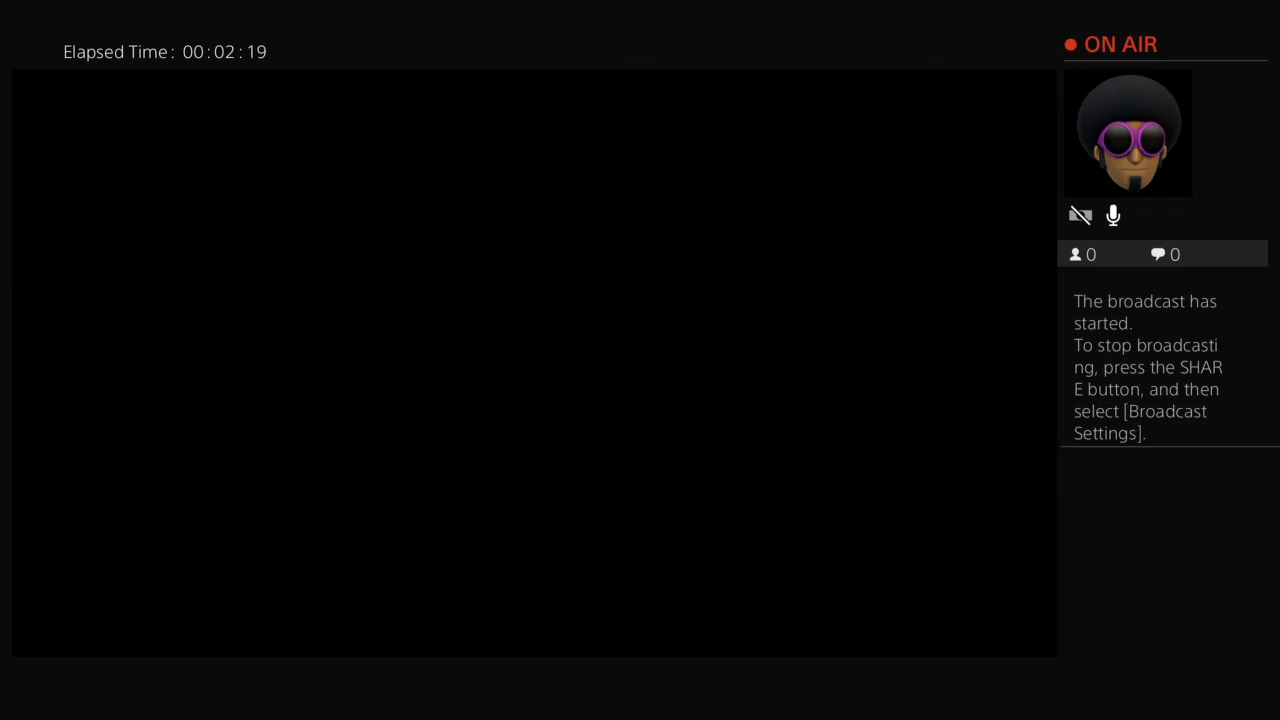 Elapsed Time: 00:02:19
ON AIR
0 0
The broadcast has
started.
To stop broadcasti
ng, press the SHAR
E button, and then
select [Broadcast
Settings].